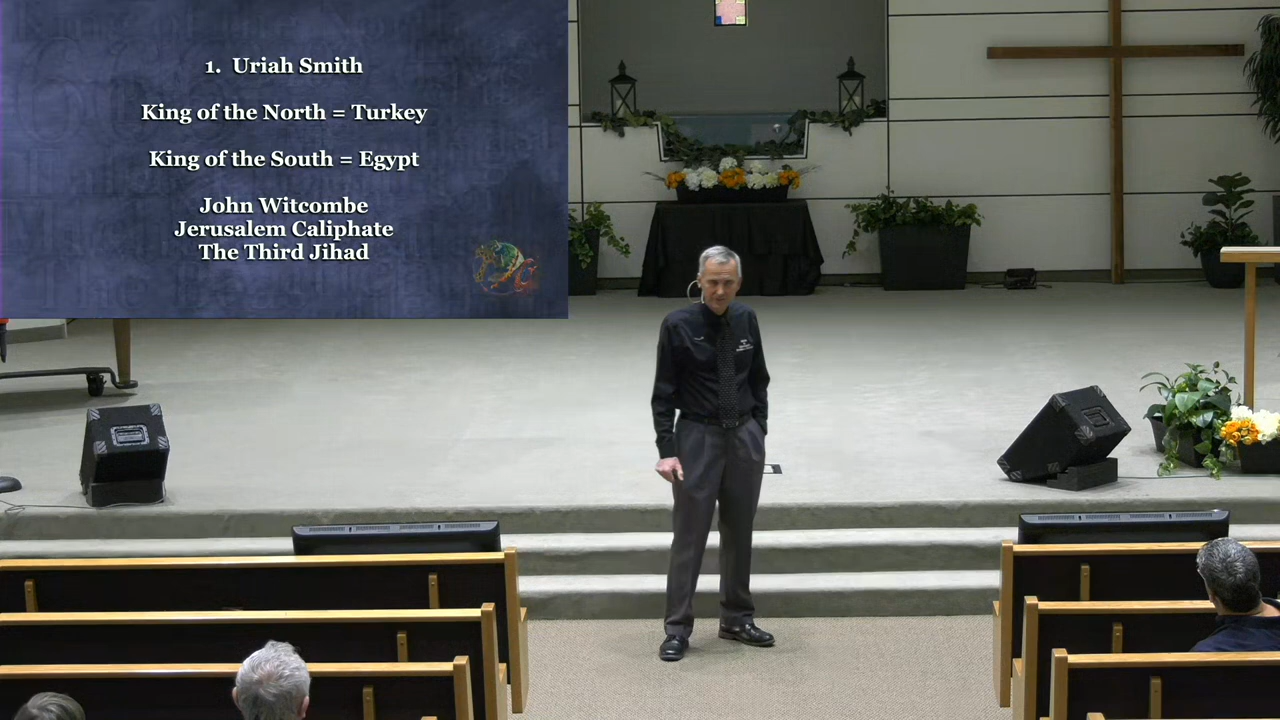 1. Uriah Smith
King of the North = Turkey
King of the South = Egypt
John Witcombe
Jerusalem Caliphate
The Third Jihad